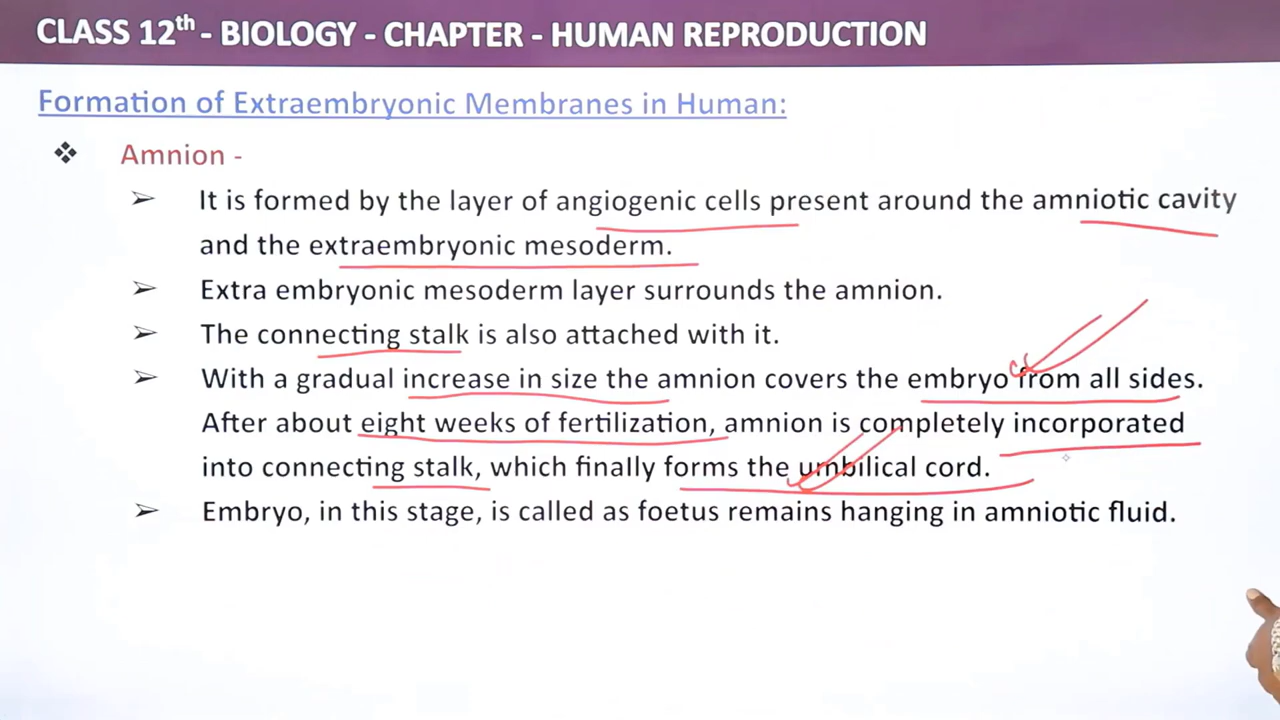 CLASS 12th - BIOLOGY - CHAPTER - HUMAN REPRODUCTION
Formation of Extraembryonic Membranes in Human:
❖ Amnion -
➢ It is formed by the layer of angiogenic cells present around the amniotic cavity
and the extraembryonic mesoderm.
➢ Extra embryonic mesoderm layer surrounds the amnion.
➢ The connecting stalk is also attached with it.
➢ With a gradual increase in size the amnion covers the embryo from all sides.
After about eight weeks of fertilization, amnion is completely incorporated
into connecting stalk, which finally forms the umbilical cord.
➢ Embryo, in this stage, is called as foetus remains hanging in amniotic fluid.